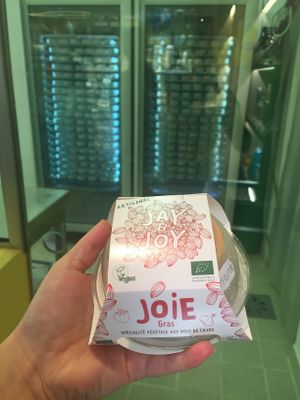 ARTISANAL
JAY
&
JOY
Vegan
JOIE
Gras
SPÉCIALITÉ VÉGÉTALE AUX NOIX DE CAJOU